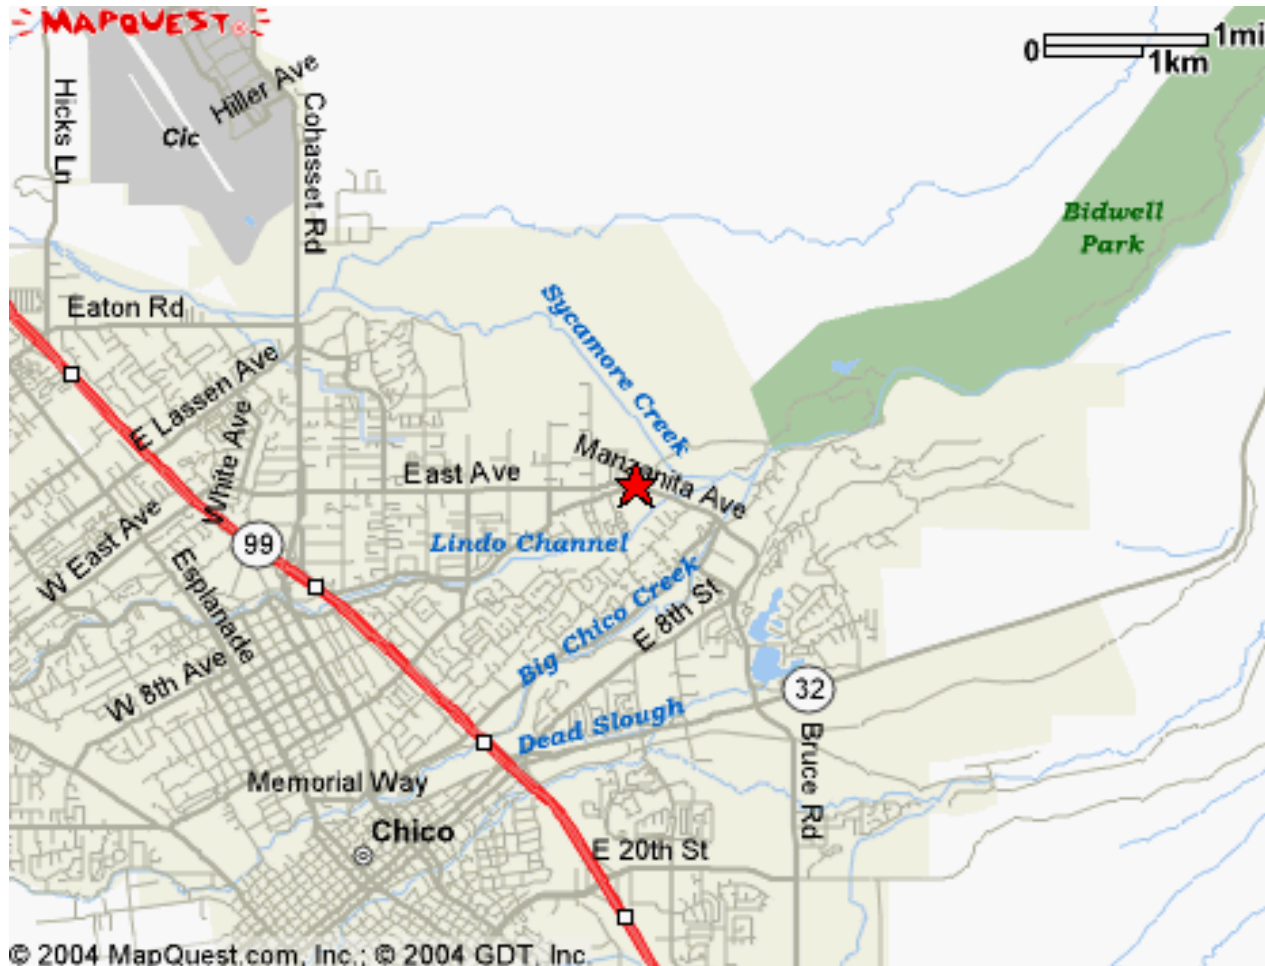 MAPQUEST
0
1mi
1km
Hicks Ln
Hiller Ave
Cic
Cohasset Rd
Bidwell
Park
Eaton Rd
Sycamore Creek
E Lassen Ave
White Ave
East Ave
Manzanita Ave
W East Ave
99
Lindo Channel
Esplanade
Big Chico Creek
E 8th St
W 8th Ave
32
Dead Slough
Bruce Rd
Memorial Way
Chico
E 20th St
© 2004 MapQuest.com, Inc.; © 2004 GDT, Inc.